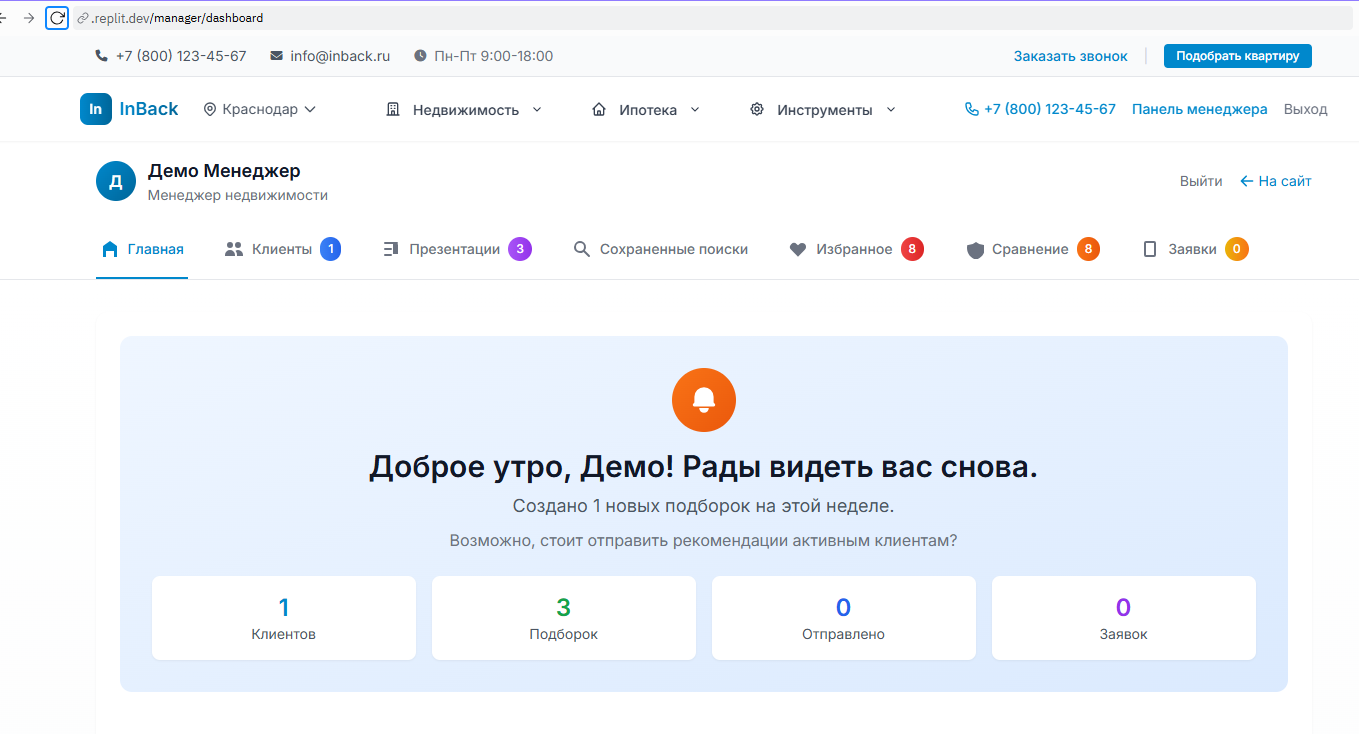 .replit.dev/manager/dashboard
+7 (800) 123-45-67 info@inback.ru Пн-Пт 9:00-18:00 Заказать звонок Подобрать квартиру
In InBack Краснодар Недвижимость Ипотека Инструменты +7 (800) 123-45-67 Панель менеджера Выход
Д Демо Менеджер
Менеджер недвижимости
Выйти ← На сайт
Главная Клиенты 1 Презентации 3 Сохраненные поиски Избранное 8 Сравнение 8 Заявки 0
Доброе утро, Демо! Рады видеть вас снова.
Создано 1 новых подборок на этой неделе.
Возможно, стоит отправить рекомендации активным клиентам?
1 3 0 0
Клиентов Подборок Отправлено Заявок